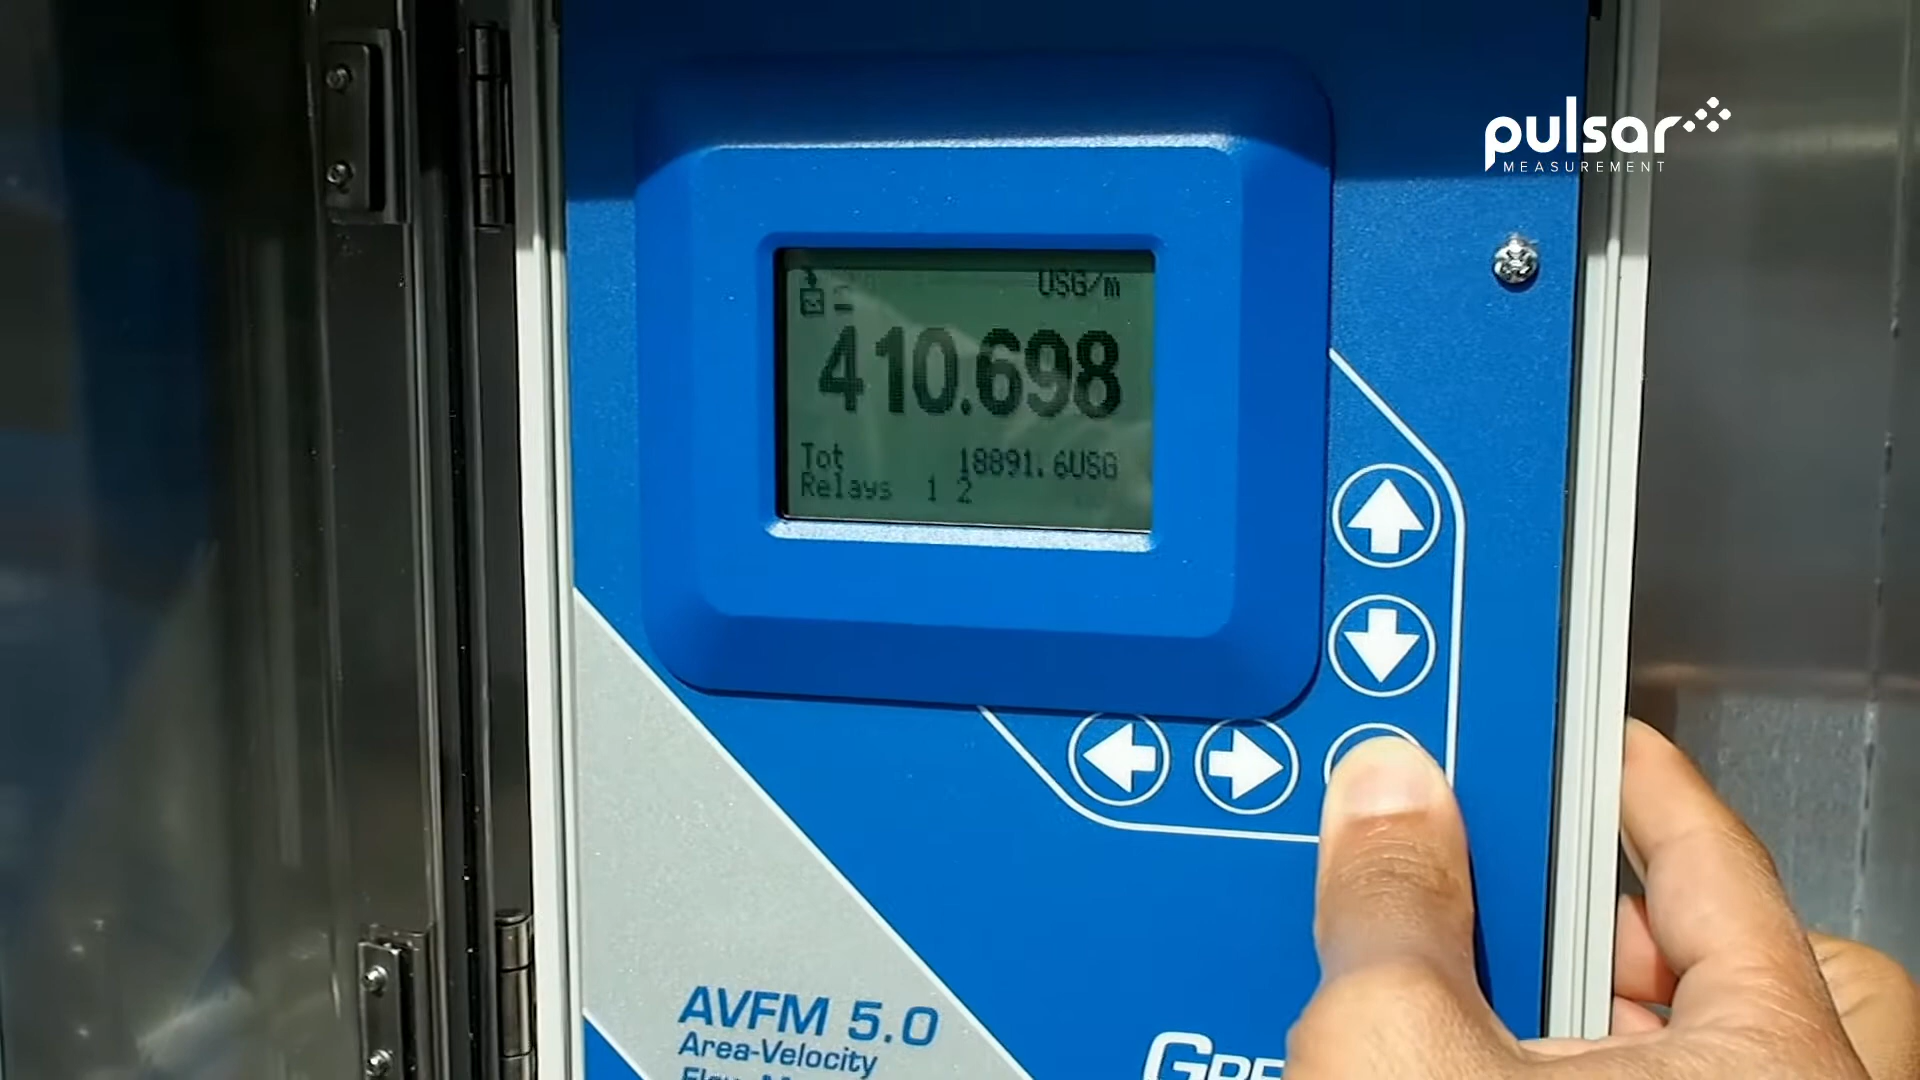 pulsar
MEASUREMENT
USG/m
410.698
Tot 18891.6USG
Relays 1 2
AVFM 5.0
Area-Velocity